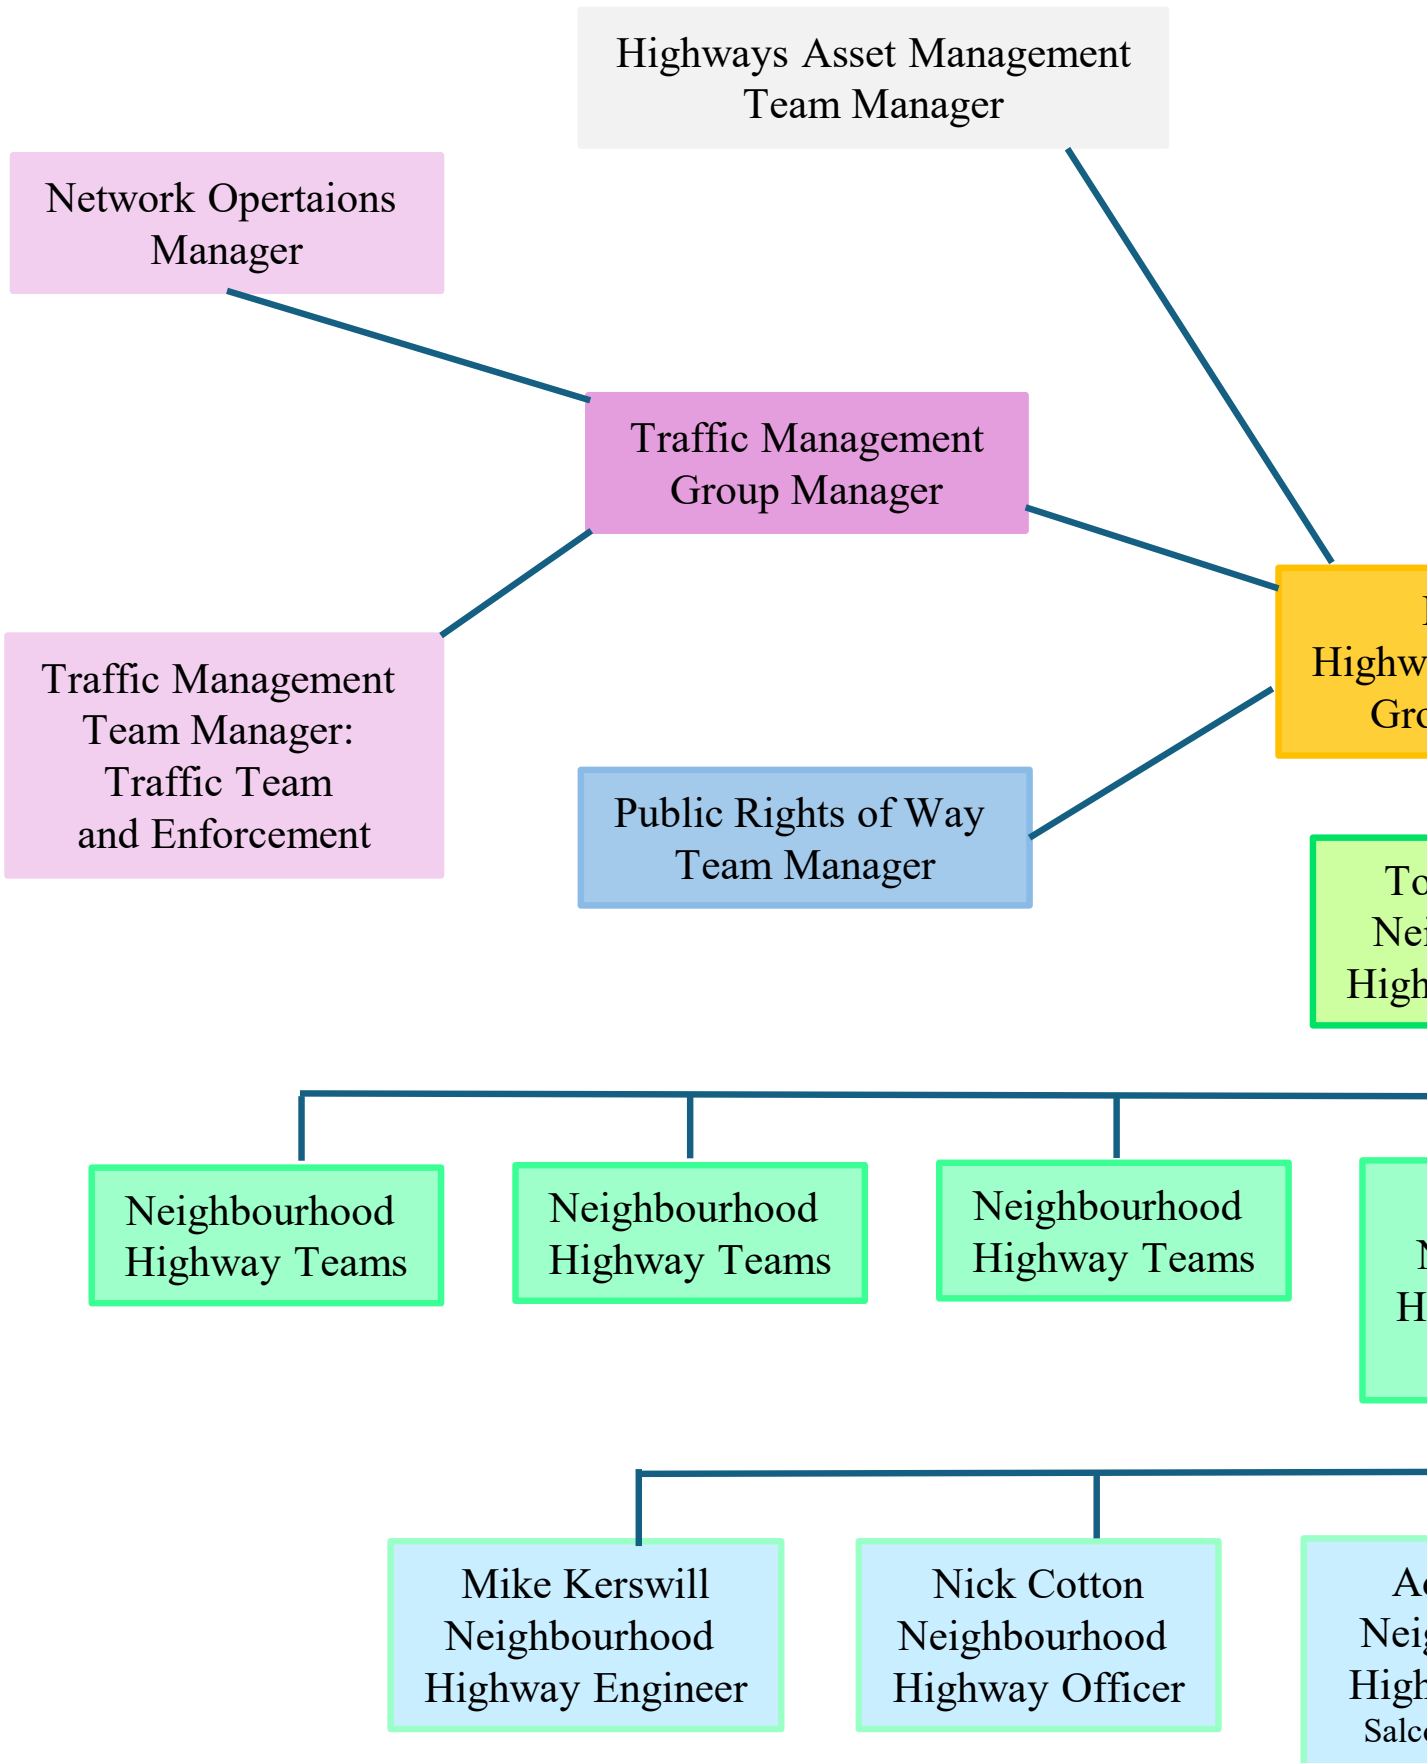 Highways Asset Management
Team Manager
Network Opertaions
Manager
Traffic Management
Group Manager
Traffic Management
Team Manager:
Traffic Team
and Enforcement
Public Rights of Way
Team Manager
Neighbourhood
Highway Teams
Neighbourhood
Highway Teams
Neighbourhood
Highway Teams
Mike Kerswill
Neighbourhood
Highway Engineer
Nick Cotton
Neighbourhood
Highway Officer